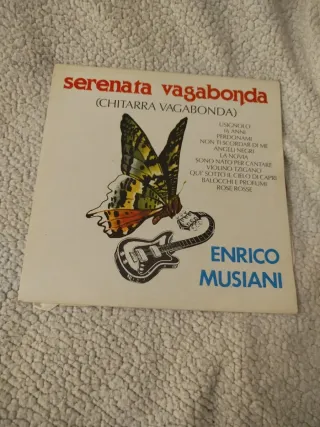 serenata vagabonda
(CHITARRA VAGABONDA)
USIGNOLO
16 ANNI
PERDONAMI
NON TI SCORDAR DI ME
ANGELI NEGRI
LA NOVIA
SONO NATO PER CANTARE
VIOLINO TZIGANO
QUI SOTTO IL CIELO DI CAPRI
BALOCCHI E PROFUMI
ROSE ROSSE
ENRICO
MUSIANI